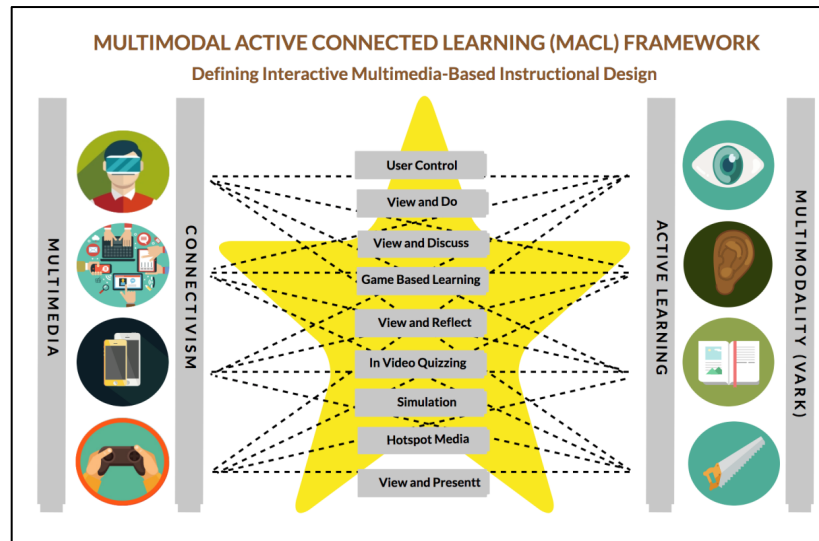 MULTIMODAL ACTIVE CONNECTED LEARNING (MACL) FRAMEWORK
Defining Interactive Multimedia-Based Instructional Design
MULTIMEDIA
CONNECTIVISM
User Control
View and Do
View and Discuss
Game Based Learning
View and Reflect
In Video Quizzing
Simulation
Hotspot Media
View and Presentt
ACTIVE LEARNING
MULTIMODALITY (VARK)